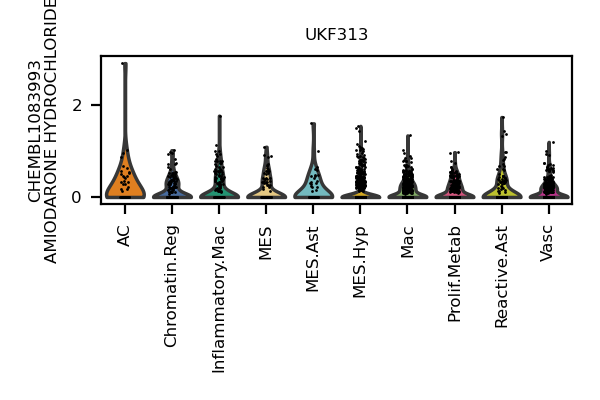 UKF313
CHEMBL1083993
AMIODARONE HYDROCHLORIDE
2
0
AC
Chromatin.Reg
Inflammatory.Mac
MES
MES.Ast
MES.Hyp
Mac
Prolif.Metab
Reactive.Ast
Vasc